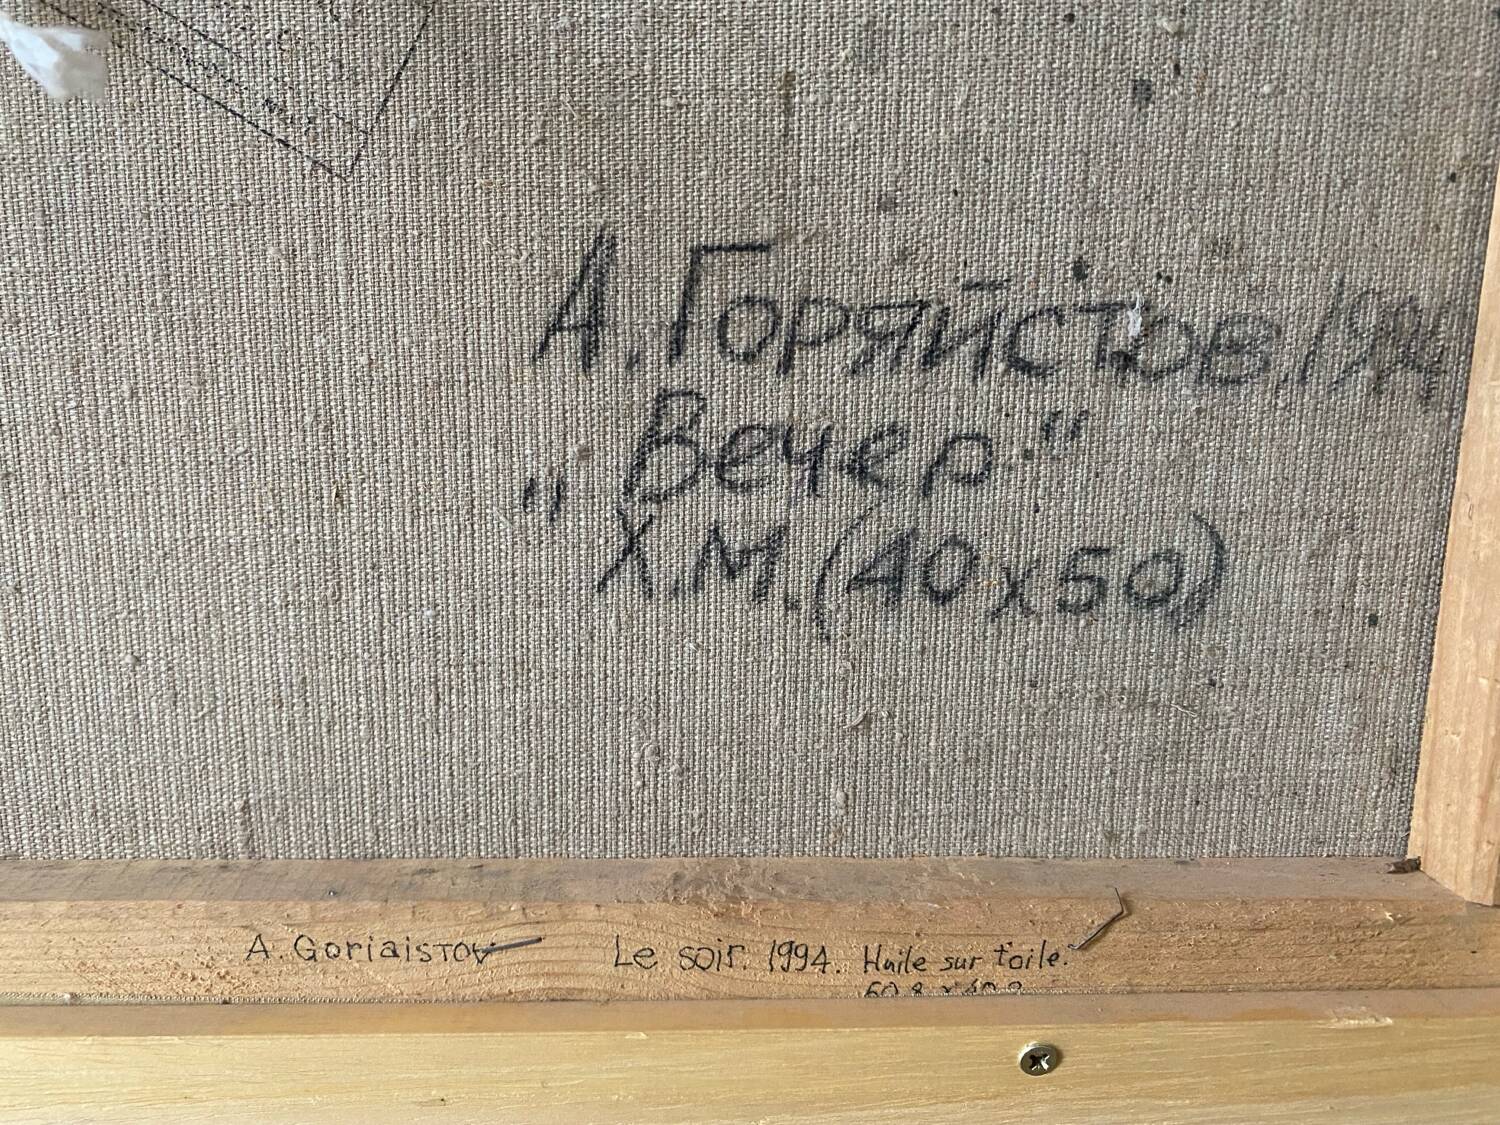 А. Горяйстов, 1994
„Вечер"
Х.М. (40x50)
A. Goriaistov Le soir. 1994. Huile sur toile.